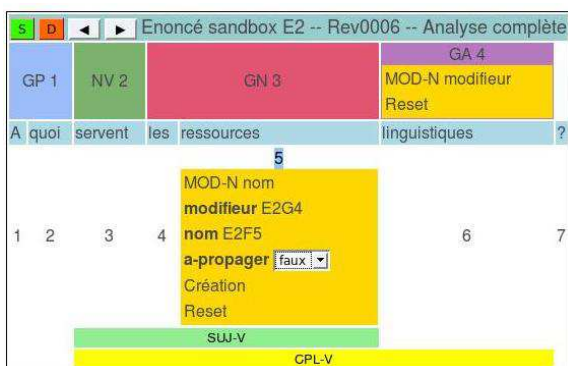 S D ◄ ► Enoncé sandbox E2 -- Rev0006 -- Analyse complète
GP 1 NV 2 GN 3 GA 4
MOD-N modifieur
Reset
A quoi servent les ressources linguistiques ?
1 2 3 4 5 6 7
MOD-N nom
modifieur E2G4
nom E2F5
a-propager faux
Création
Reset
SUJ-V
CPL-V